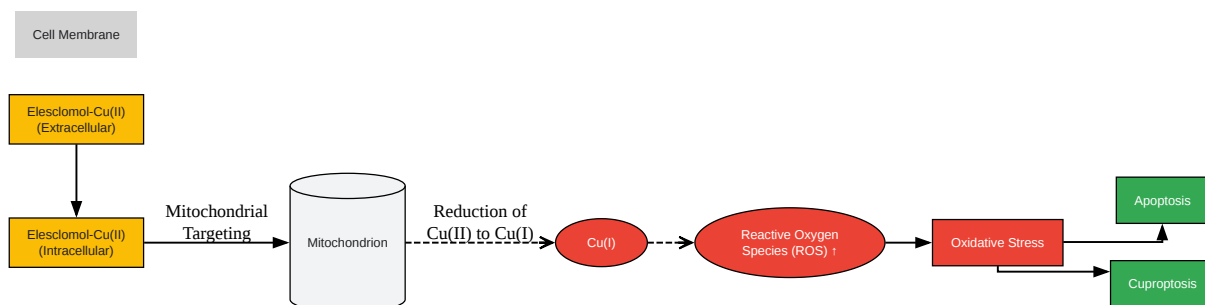 Cell Membrane
Elesclomol-Cu(II)
(Extracellular)
Elesclomol-Cu(II)
(Intracellular)
Mitochondrial
Targeting
Mitochondrion
Reduction of
Cu(II) to Cu(I)
Cu(I)
Reactive Oxygen
Species (ROS) ↑
Oxidative Stress
Apoptosis
Cuproptosis